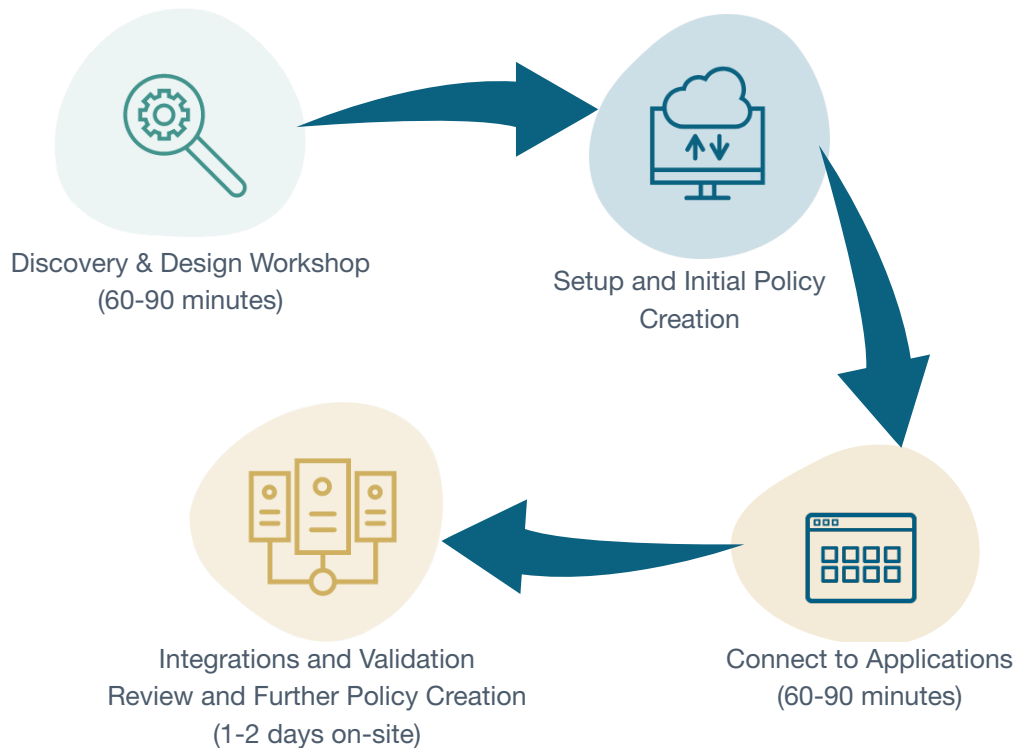 Discovery & Design Workshop
(60-90 minutes)
Setup and Initial Policy
Creation
Connect to Applications
(60-90 minutes)
Integrations and Validation
Review and Further Policy Creation
(1-2 days on-site)